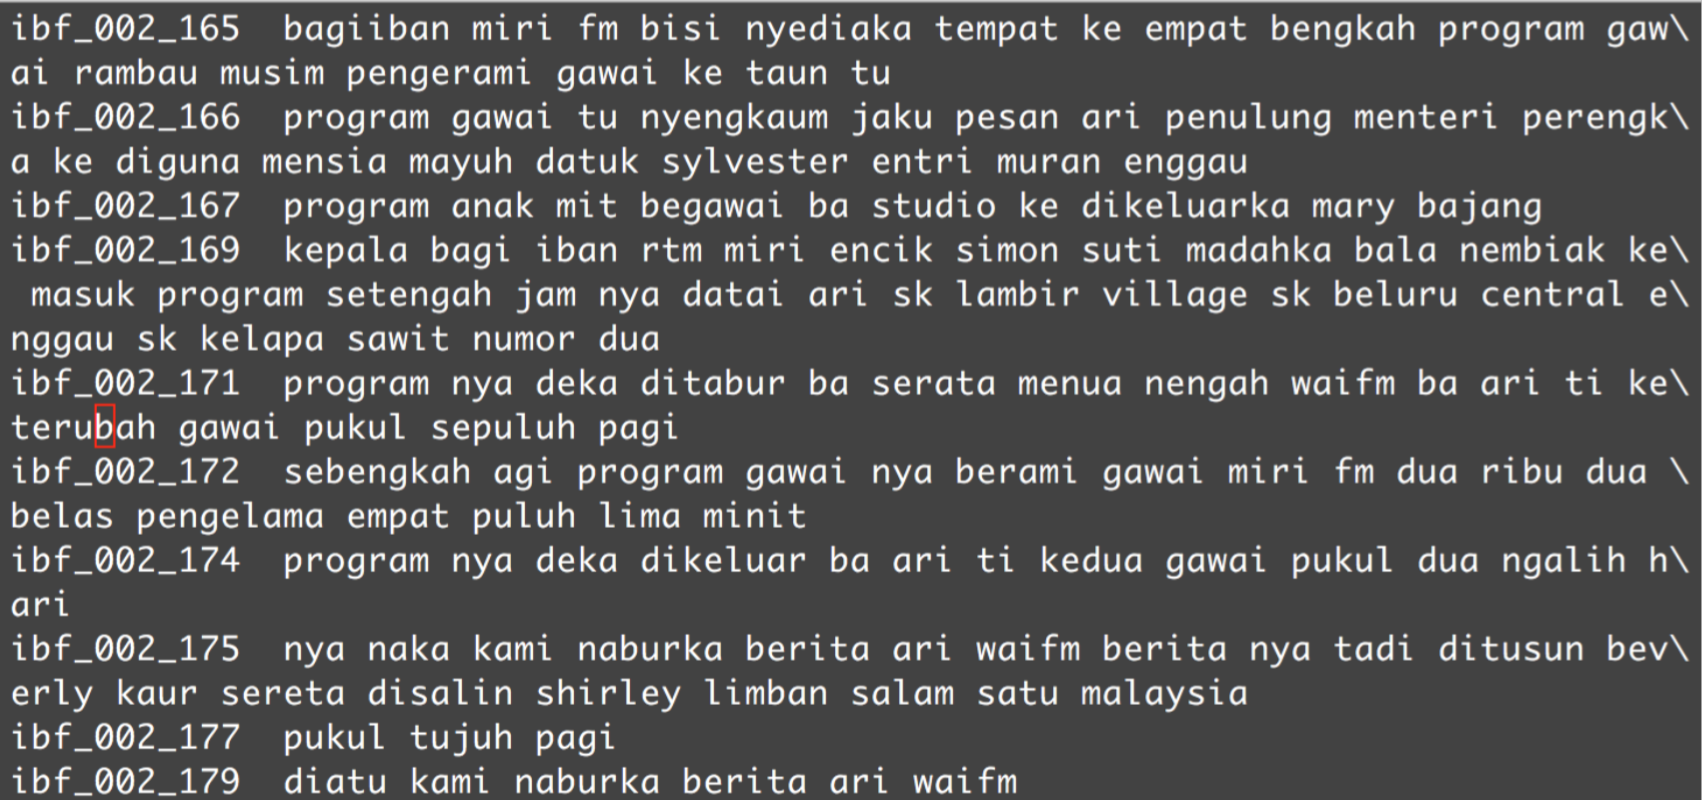 ibf_002_165  bagiiban miri fm bisi nyediaka tempat ke empat bengkah program gaw\
ai rambau musim pengerami gawai ke taun tu
ibf_002_166  program gawai tu nyengkaum jaku pesan ari penulung menteri perengk\
a ke diguna mensia mayuh datuk sylvester entri muran enggau
ibf_002_167  program anak mit begawai ba studio ke dikeluarka mary bajang
ibf_002_169  kepala bagi iban rtm miri encik simon suti madahka bala nembiak ke\
 masuk program setengah jam nya datai ari sk lambir village sk beluru central e\
nggau sk kelapa sawit numor dua
ibf_002_171  program nya deka ditabur ba serata menua nengah waifm ba ari ti ke\
terubah gawai pukul sepuluh pagi
ibf_002_172  sebengkah agi program gawai nya berami gawai miri fm dua ribu dua \
belas pengelama empat puluh lima minit
ibf_002_174  program nya deka dikeluar ba ari ti kedua gawai pukul dua ngalih h\
ari
ibf_002_175  nya naka kami naburka berita ari waifm berita nya tadi ditusun bev\
erly kaur sereta disalin shirley limban salam satu malaysia
ibf_002_177  pukul tujuh pagi
ibf_002_179  diatu kami naburka berita ari waifm